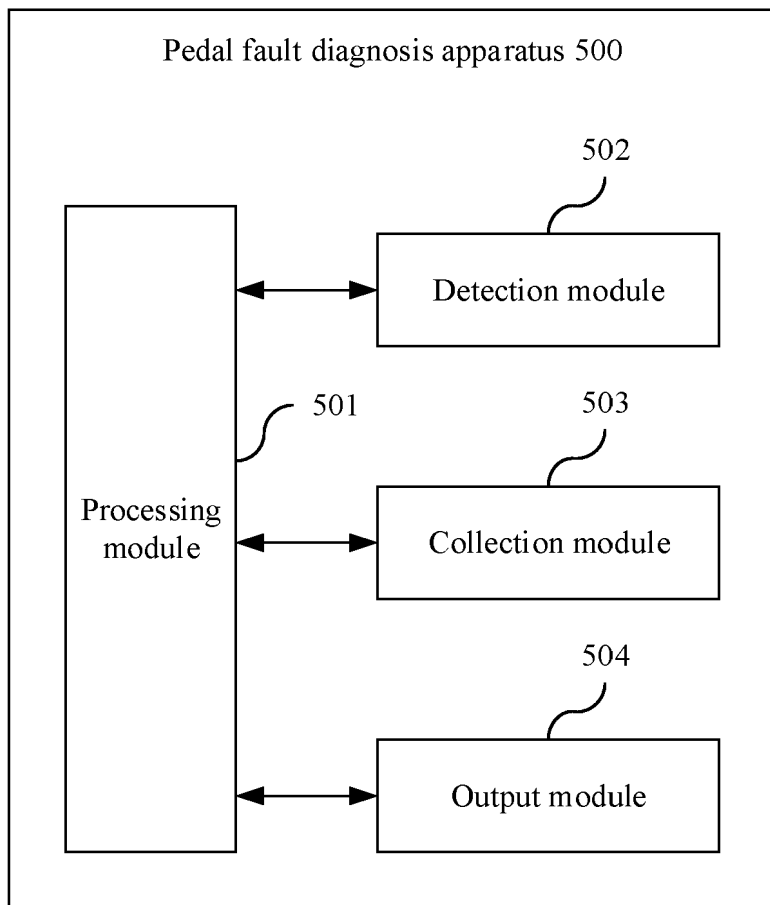 Pedal fault diagnosis apparatus 500
502
Detection module
501
503
Processing
module
Collection module
504
Output module